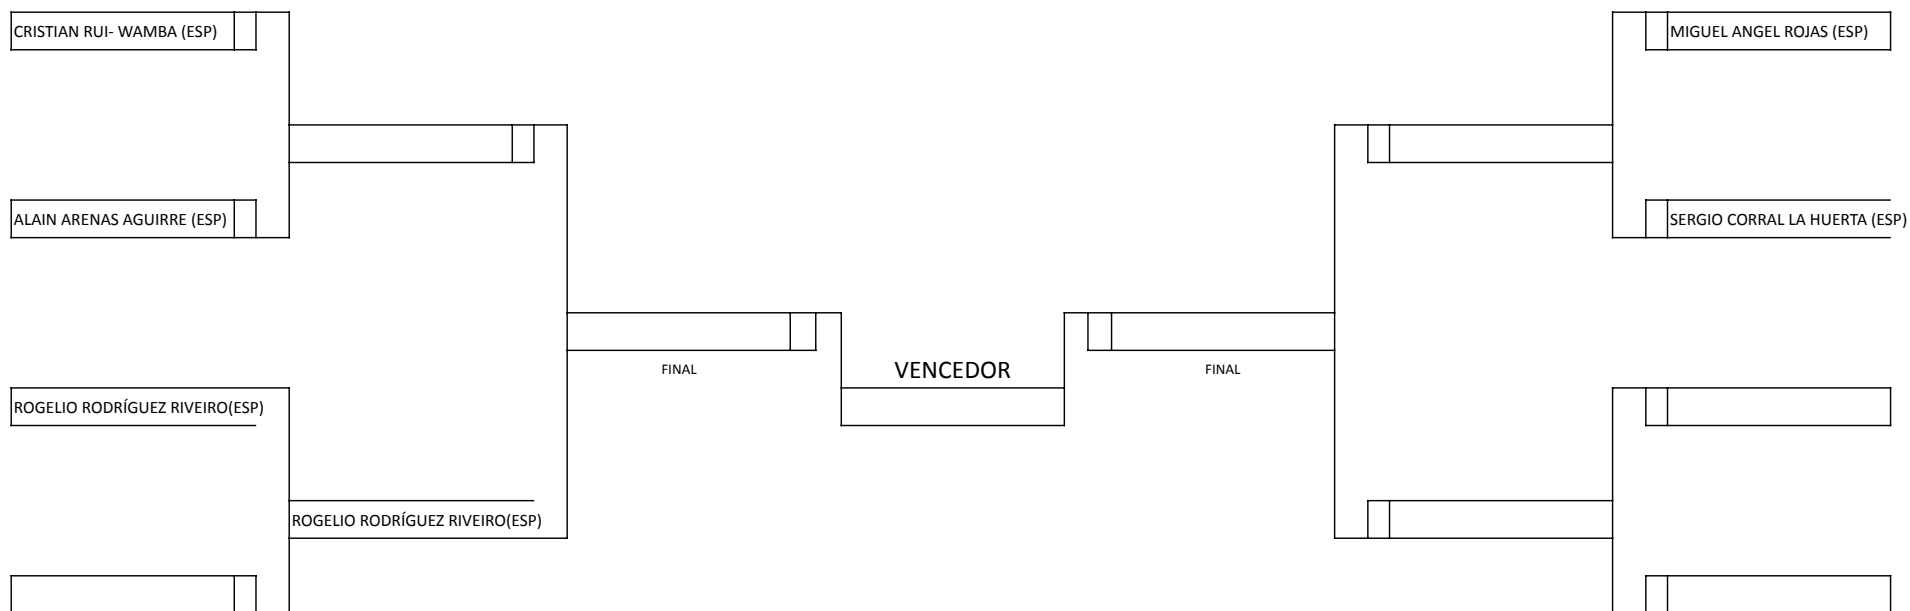 CRISTIAN RUI- WAMBA (ESP)
MIGUEL ANGEL ROJAS (ESP)
ALAIN ARENAS AGUIRRE (ESP)
SERGIO CORRAL LA HUERTA (ESP)
FINAL
VENCEDOR
FINAL
ROGELIO RODRÍGUEZ RIVEIRO(ESP)
ROGELIO RODRÍGUEZ RIVEIRO(ESP)